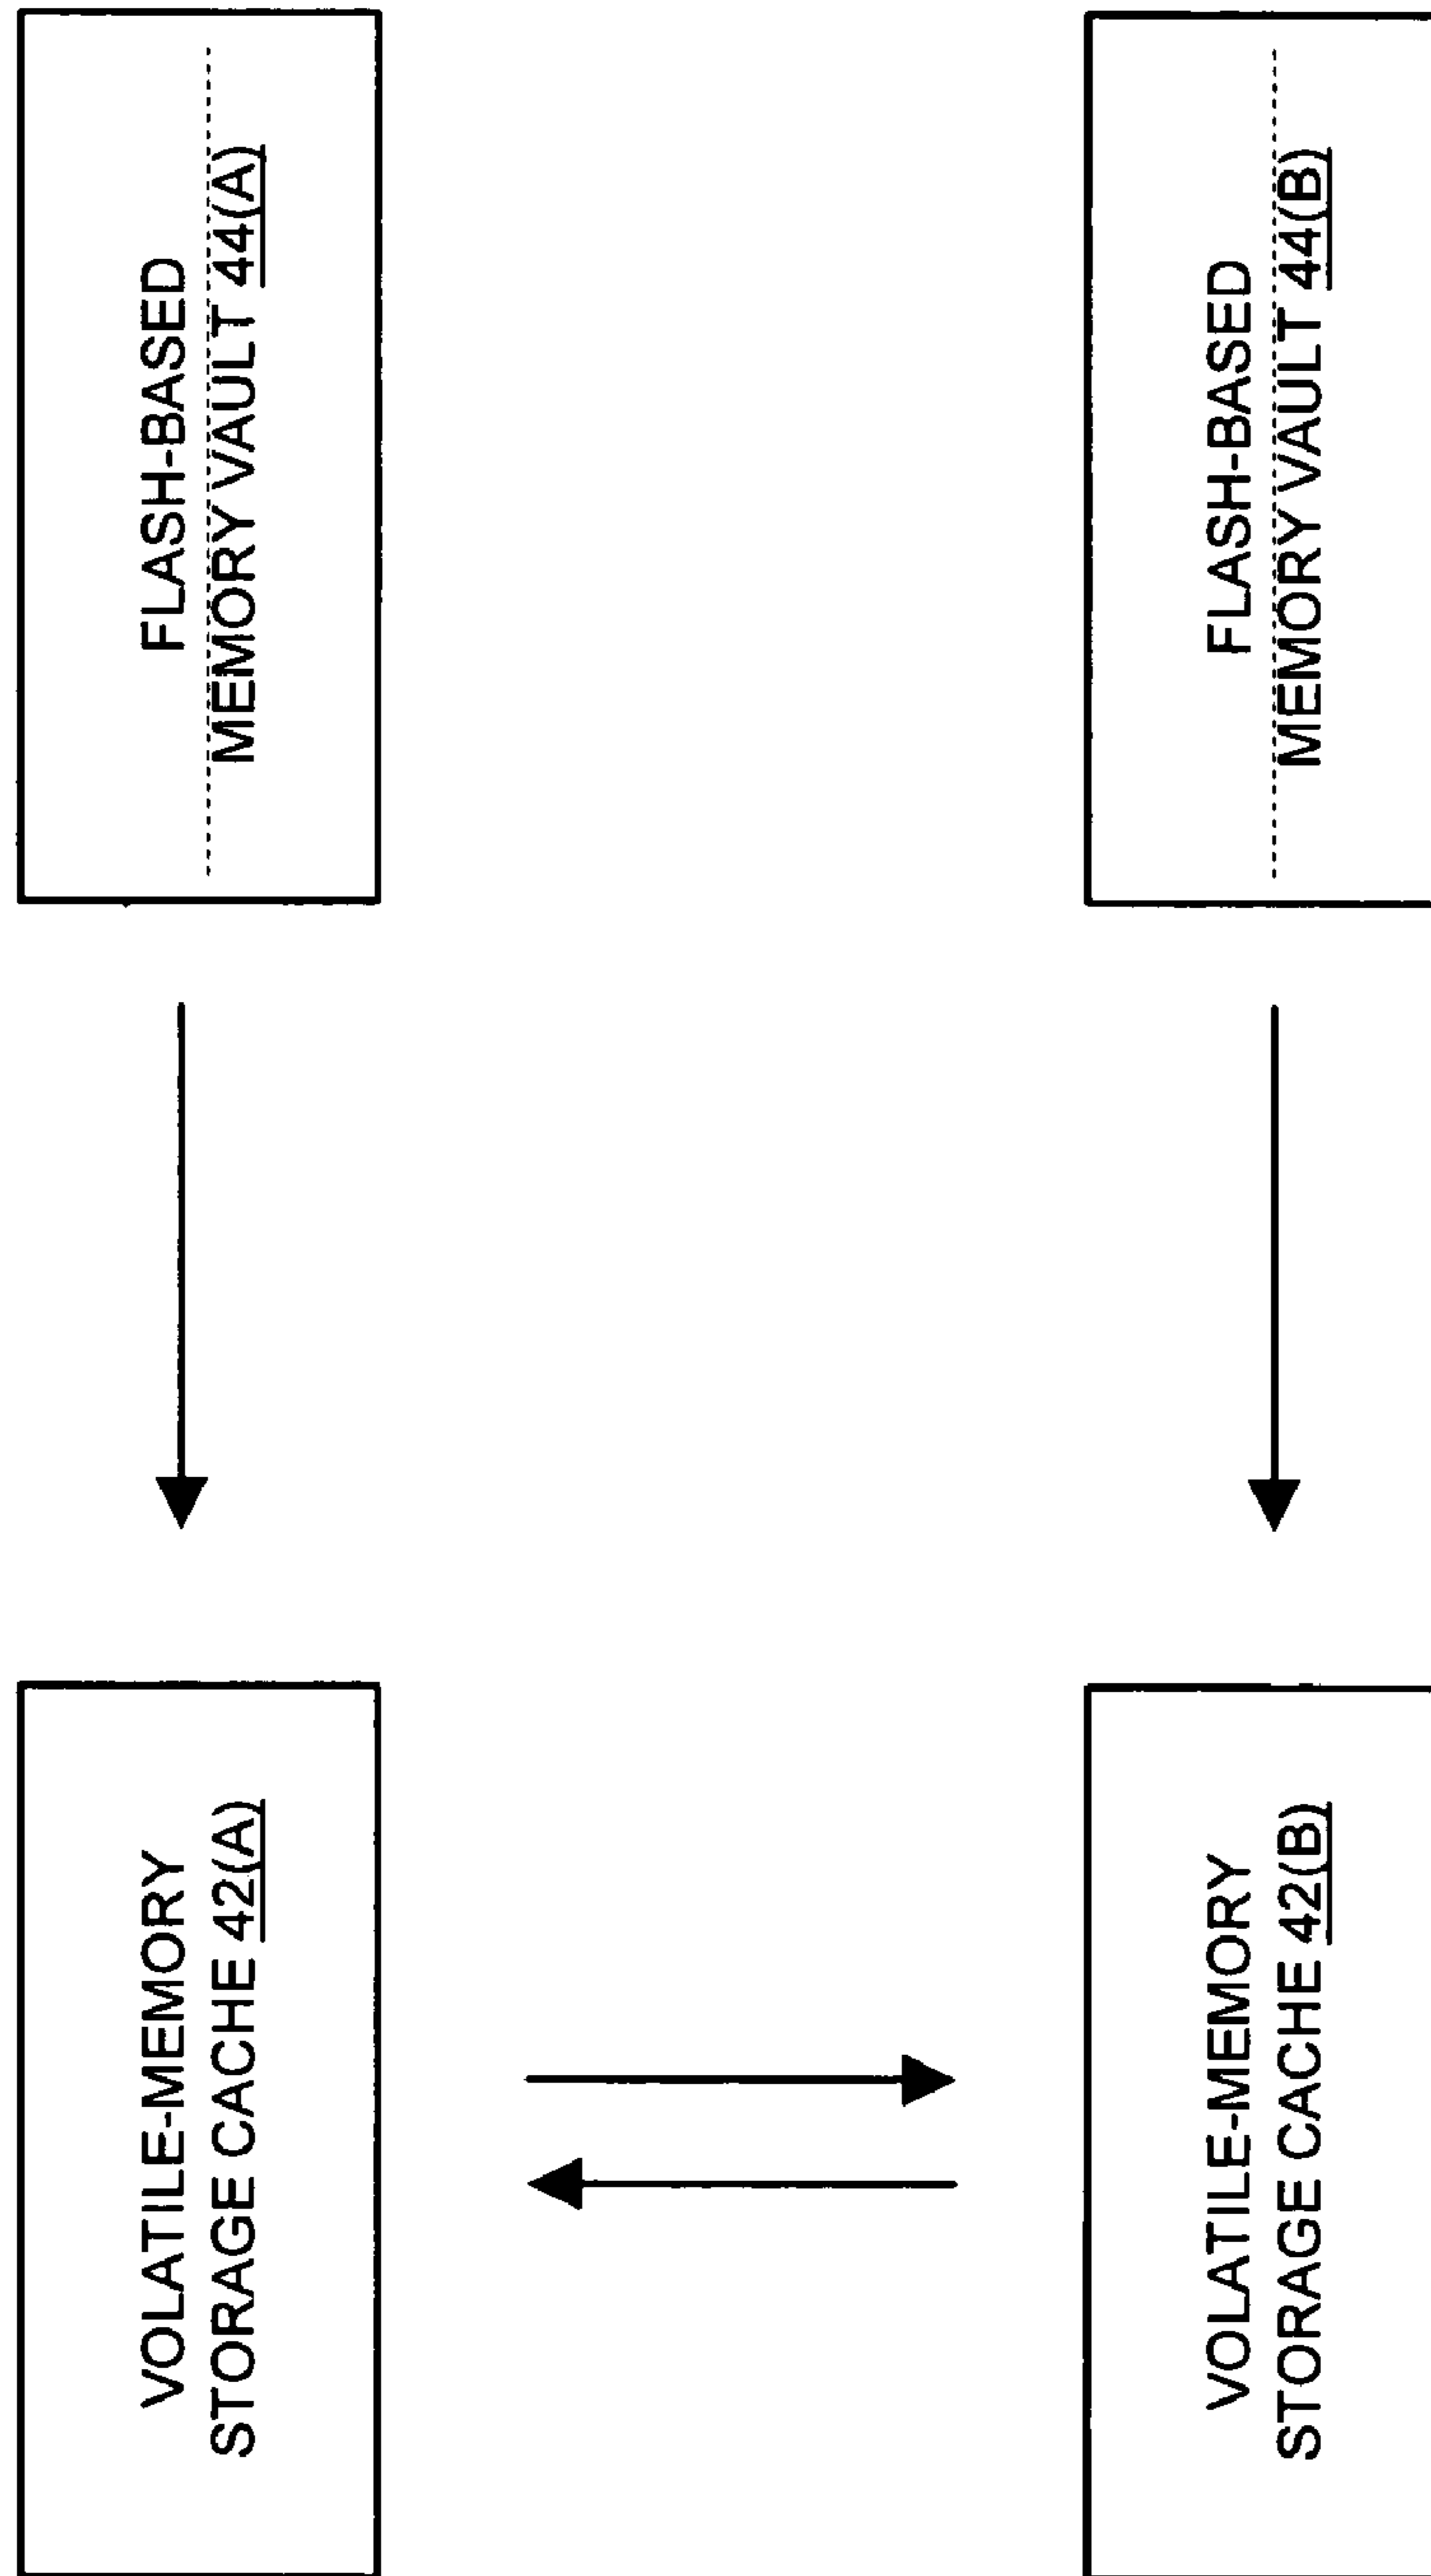 VOLATILE-MEMORY
STORAGE CACHE 42(A)
FLASH-BASED
MEMORY VAULT 44(A)
VOLATILE-MEMORY
STORAGE CACHE 42(B)
FLASH-BASED
MEMORY VAULT 44(B)